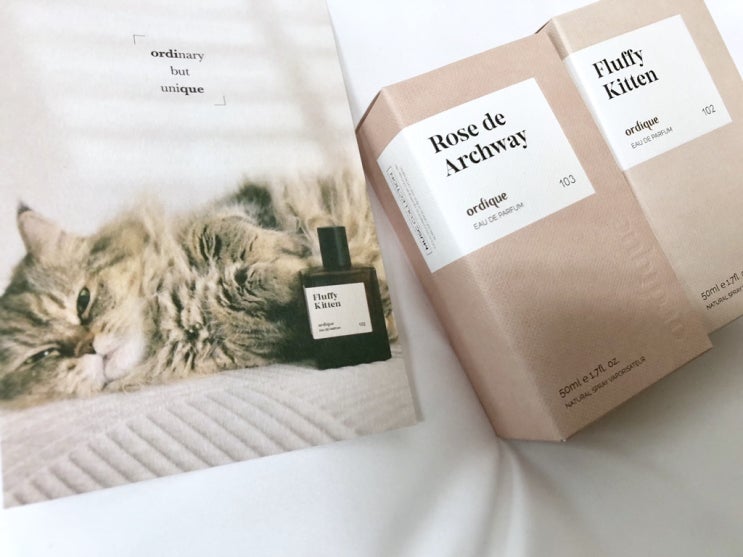 ordinary
but
unique
Fluffy
Kitten
ordique
EAU DE PARFUM
102
Rose de
Archway
ordique
EAU DE PARFUM
103
50ml e 1.7fl. oz.
NATURAL SPRAY VAPORISATEUR
Fluffy
Kitten
ordique
EAU DE PARFUM
102
50ml e 1.7fl. oz.
NATURAL SPRAY